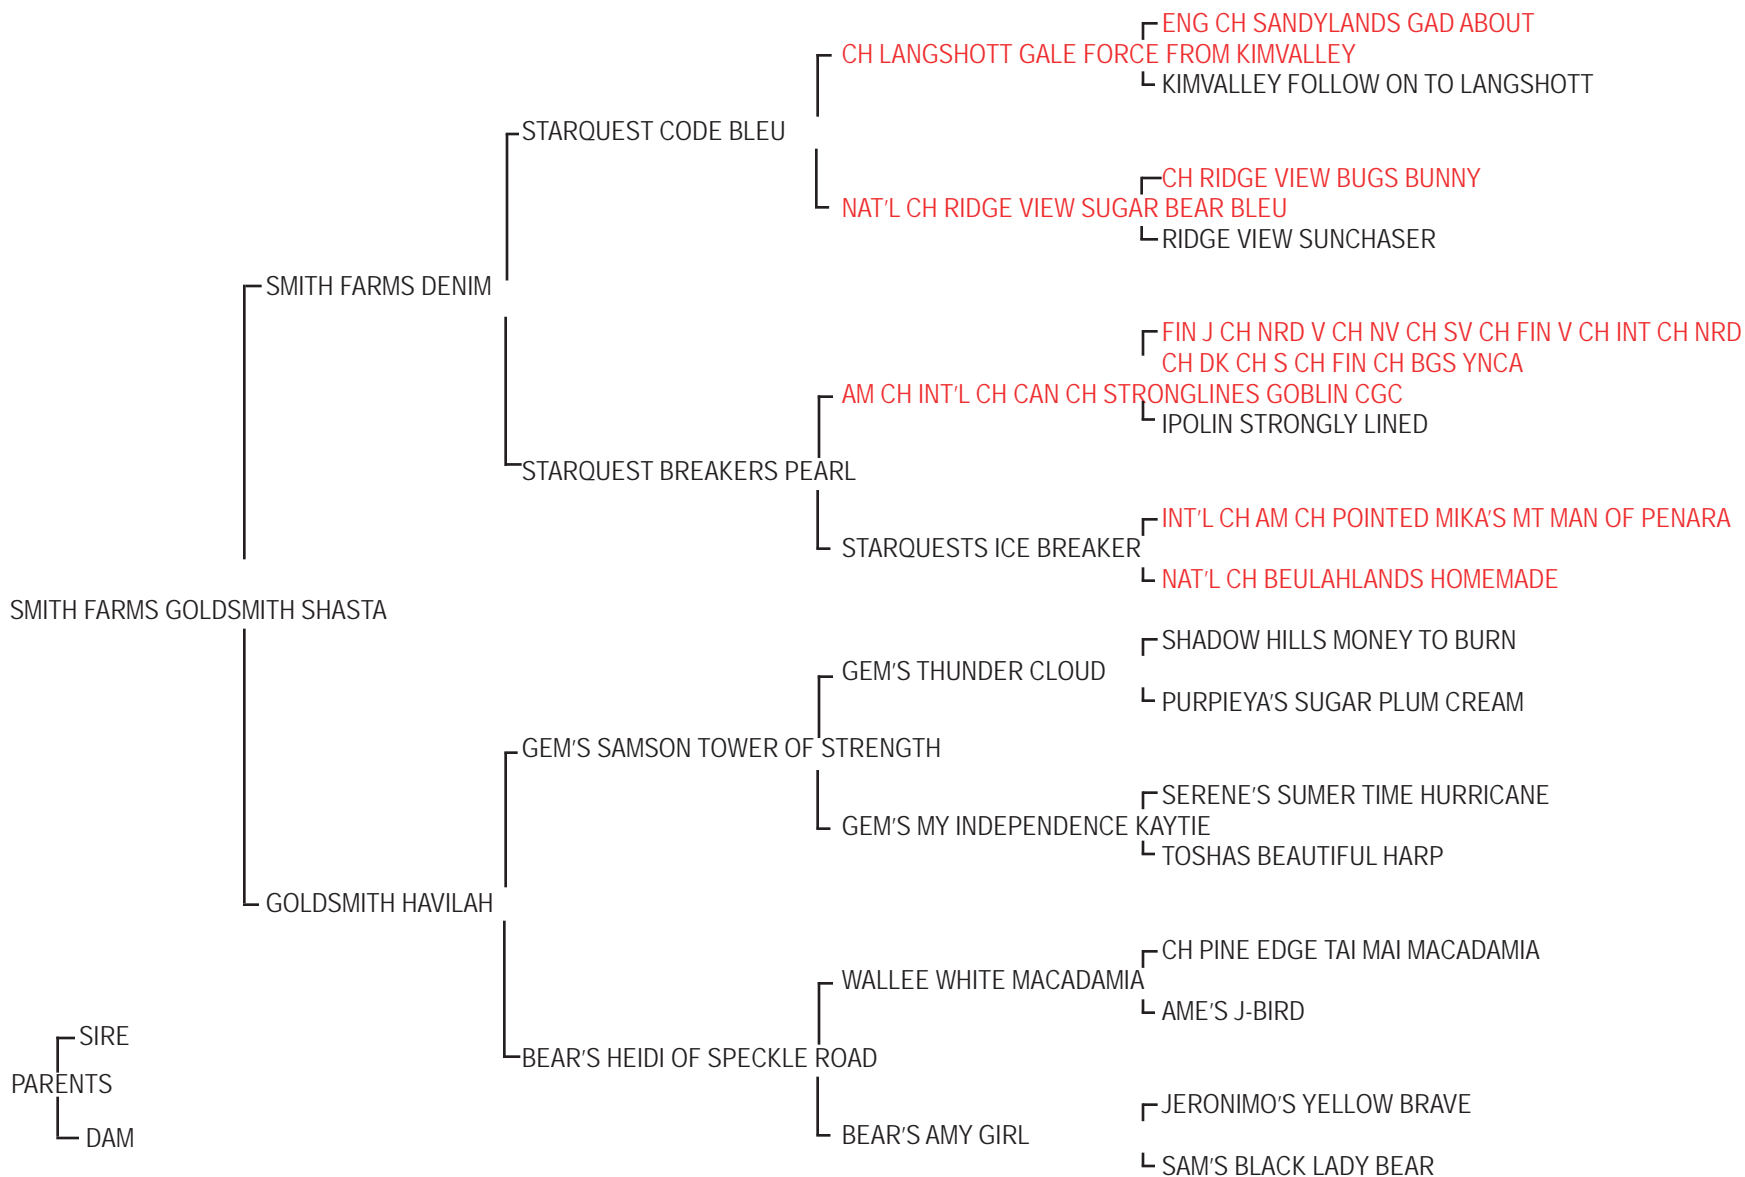 ENG CH SANDYLANDS GAD ABOUT
CH LANGSHOTT GALE FORCE FROM KIMVALLEY
KIMVALLEY FOLLOW ON TO LANGSHOTT
STARQUEST CODE BLEU
CH RIDGE VIEW BUGS BUNNY
NAT'L CH RIDGE VIEW SUGAR BEAR BLEU
RIDGE VIEW SUNCHASER
SMITH FARMS DENIM
FIN J CH NRD V CH NV CH SV CH FIN V CH INT CH NRD
CH DK CH S CH FIN CH BGS YNCA
AM CH INT'L CH CAN CH STRONGLINES GOBLIN CGC
IPOLIN STRONGLY LINED
STARQUEST BREAKERS PEARL
INT'L CH AM CH POINTED MIKA'S MT MAN OF PENARA
STARQUESTS ICE BREAKER
NAT'L CH BEULAHLANDS HOMEMADE
SMITH FARMS GOLDSMITH SHASTA
SHADOW HILLS MONEY TO BURN
GEM'S THUNDER CLOUD
PURPIEYA'S SUGAR PLUM CREAM
GEM'S SAMSON TOWER OF STRENGTH
SERENE'S SUMER TIME HURRICANE
GEM'S MY INDEPENDENCE KAYTIE
TOSHAS BEAUTIFUL HARP
GOLDSMITH HAVILAH
CH PINE EDGE TAI MAI MACADAMIA
WALLEE WHITE MACADAMIA
AME'S J-BIRD
BEAR'S HEIDI OF SPECKLE ROAD
JERONIMO'S YELLOW BRAVE
BEAR'S AMY GIRL
SAM'S BLACK LADY BEAR
SIRE
PARENTS
DAM